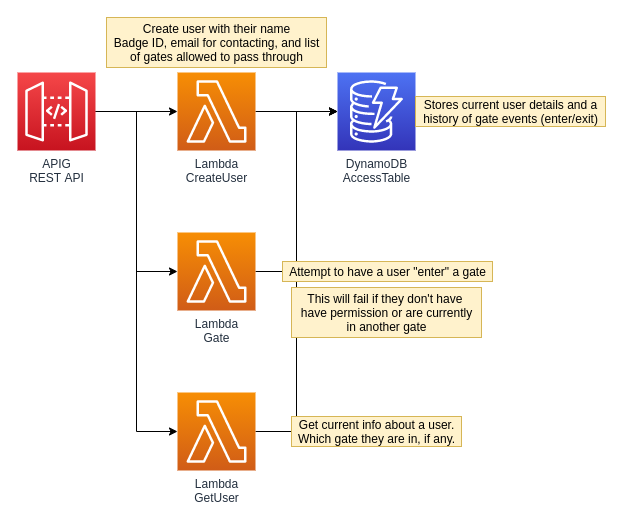 Create user with their name
Badge ID, email for contacting, and list
of gates allowed to pass through
APIG
REST API
Lambda
CreateUser
DynamoDB
AccessTable
Stores current user details and a
history of gate events (enter/exit)
Lambda
Gate
Attempt to have a user "enter" a gate
This will fail if they don't have
have permission or are currently
in another gate
Lambda
GetUser
Get current info about a user.
Which gate they are in, if any.